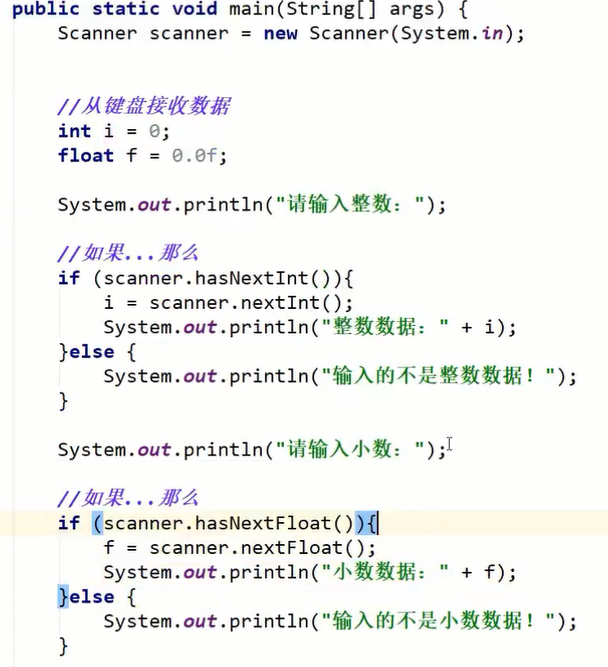 public static void main(String[] args) {
Scanner scanner = new Scanner(System.in);
//从键盘接收数据
int i = 0;
float f = 0.0f;
System.out.println("请输入整数：");
//如果...那么
if (scanner.hasNextInt()){
i = scanner.nextInt();
System.out.println("整数数据：" + i);
}else {
System.out.println("输入的不是整数数据！");
}
System.out.println("请输入小数：");
//如果...那么
if (scanner.hasNextFloat()){
f = scanner.nextFloat();
System.out.println("小数数据：" + f);
}else {
System.out.println("输入的不是小数数据！");
}